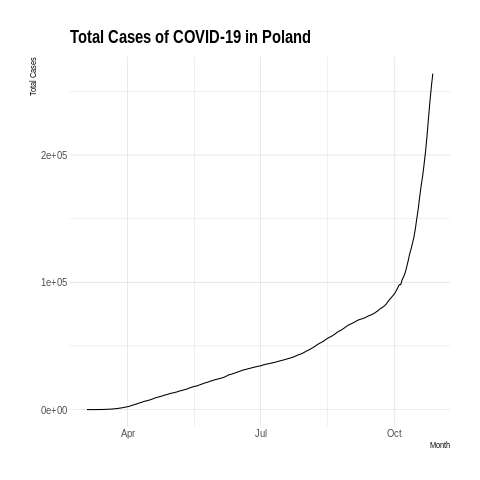 Total Cases of COVID-19 in Poland
Total Cases
2e+05
1e+05
0e+00
Apr Jul Oct
Month